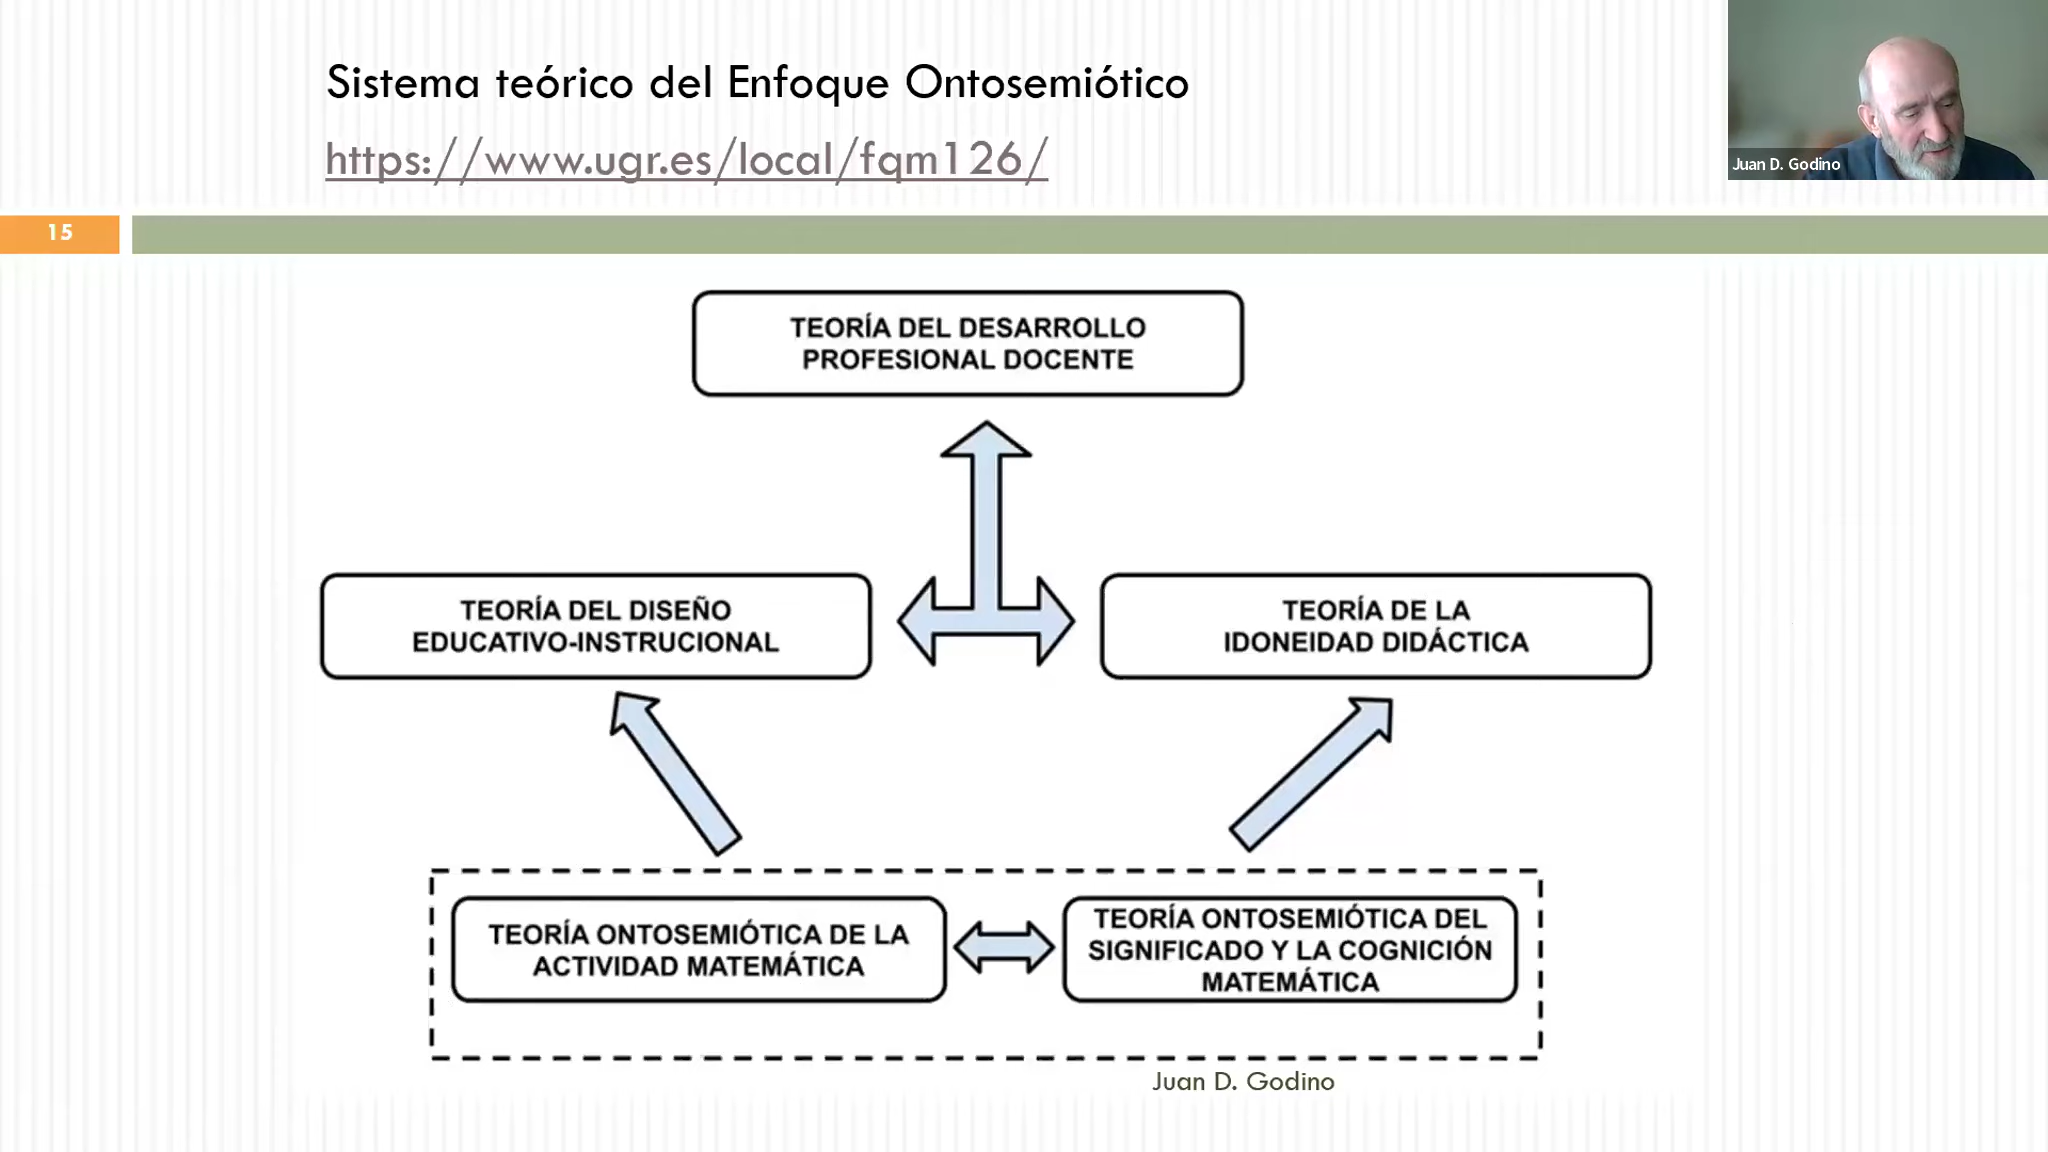 Sistema teórico del Enfoque Ontosemiótico
https://www.ugr.es/local/fqm126/
Juan D. Godino
15
TEORÍA DEL DESARROLLO
PROFESIONAL DOCENTE
TEORÍA DEL DISEÑO
EDUCATIVO-INSTRUCIONAL
TEORÍA DE LA
IDONEIDAD DIDÁCTICA
TEORÍA ONTOSEMIÓTICA DE LA
ACTIVIDAD MATEMÁTICA
TEORÍA ONTOSEMIÓTICA DEL
SIGNIFICADO Y LA COGNICIÓN
MATEMÁTICA
Juan D. Godino